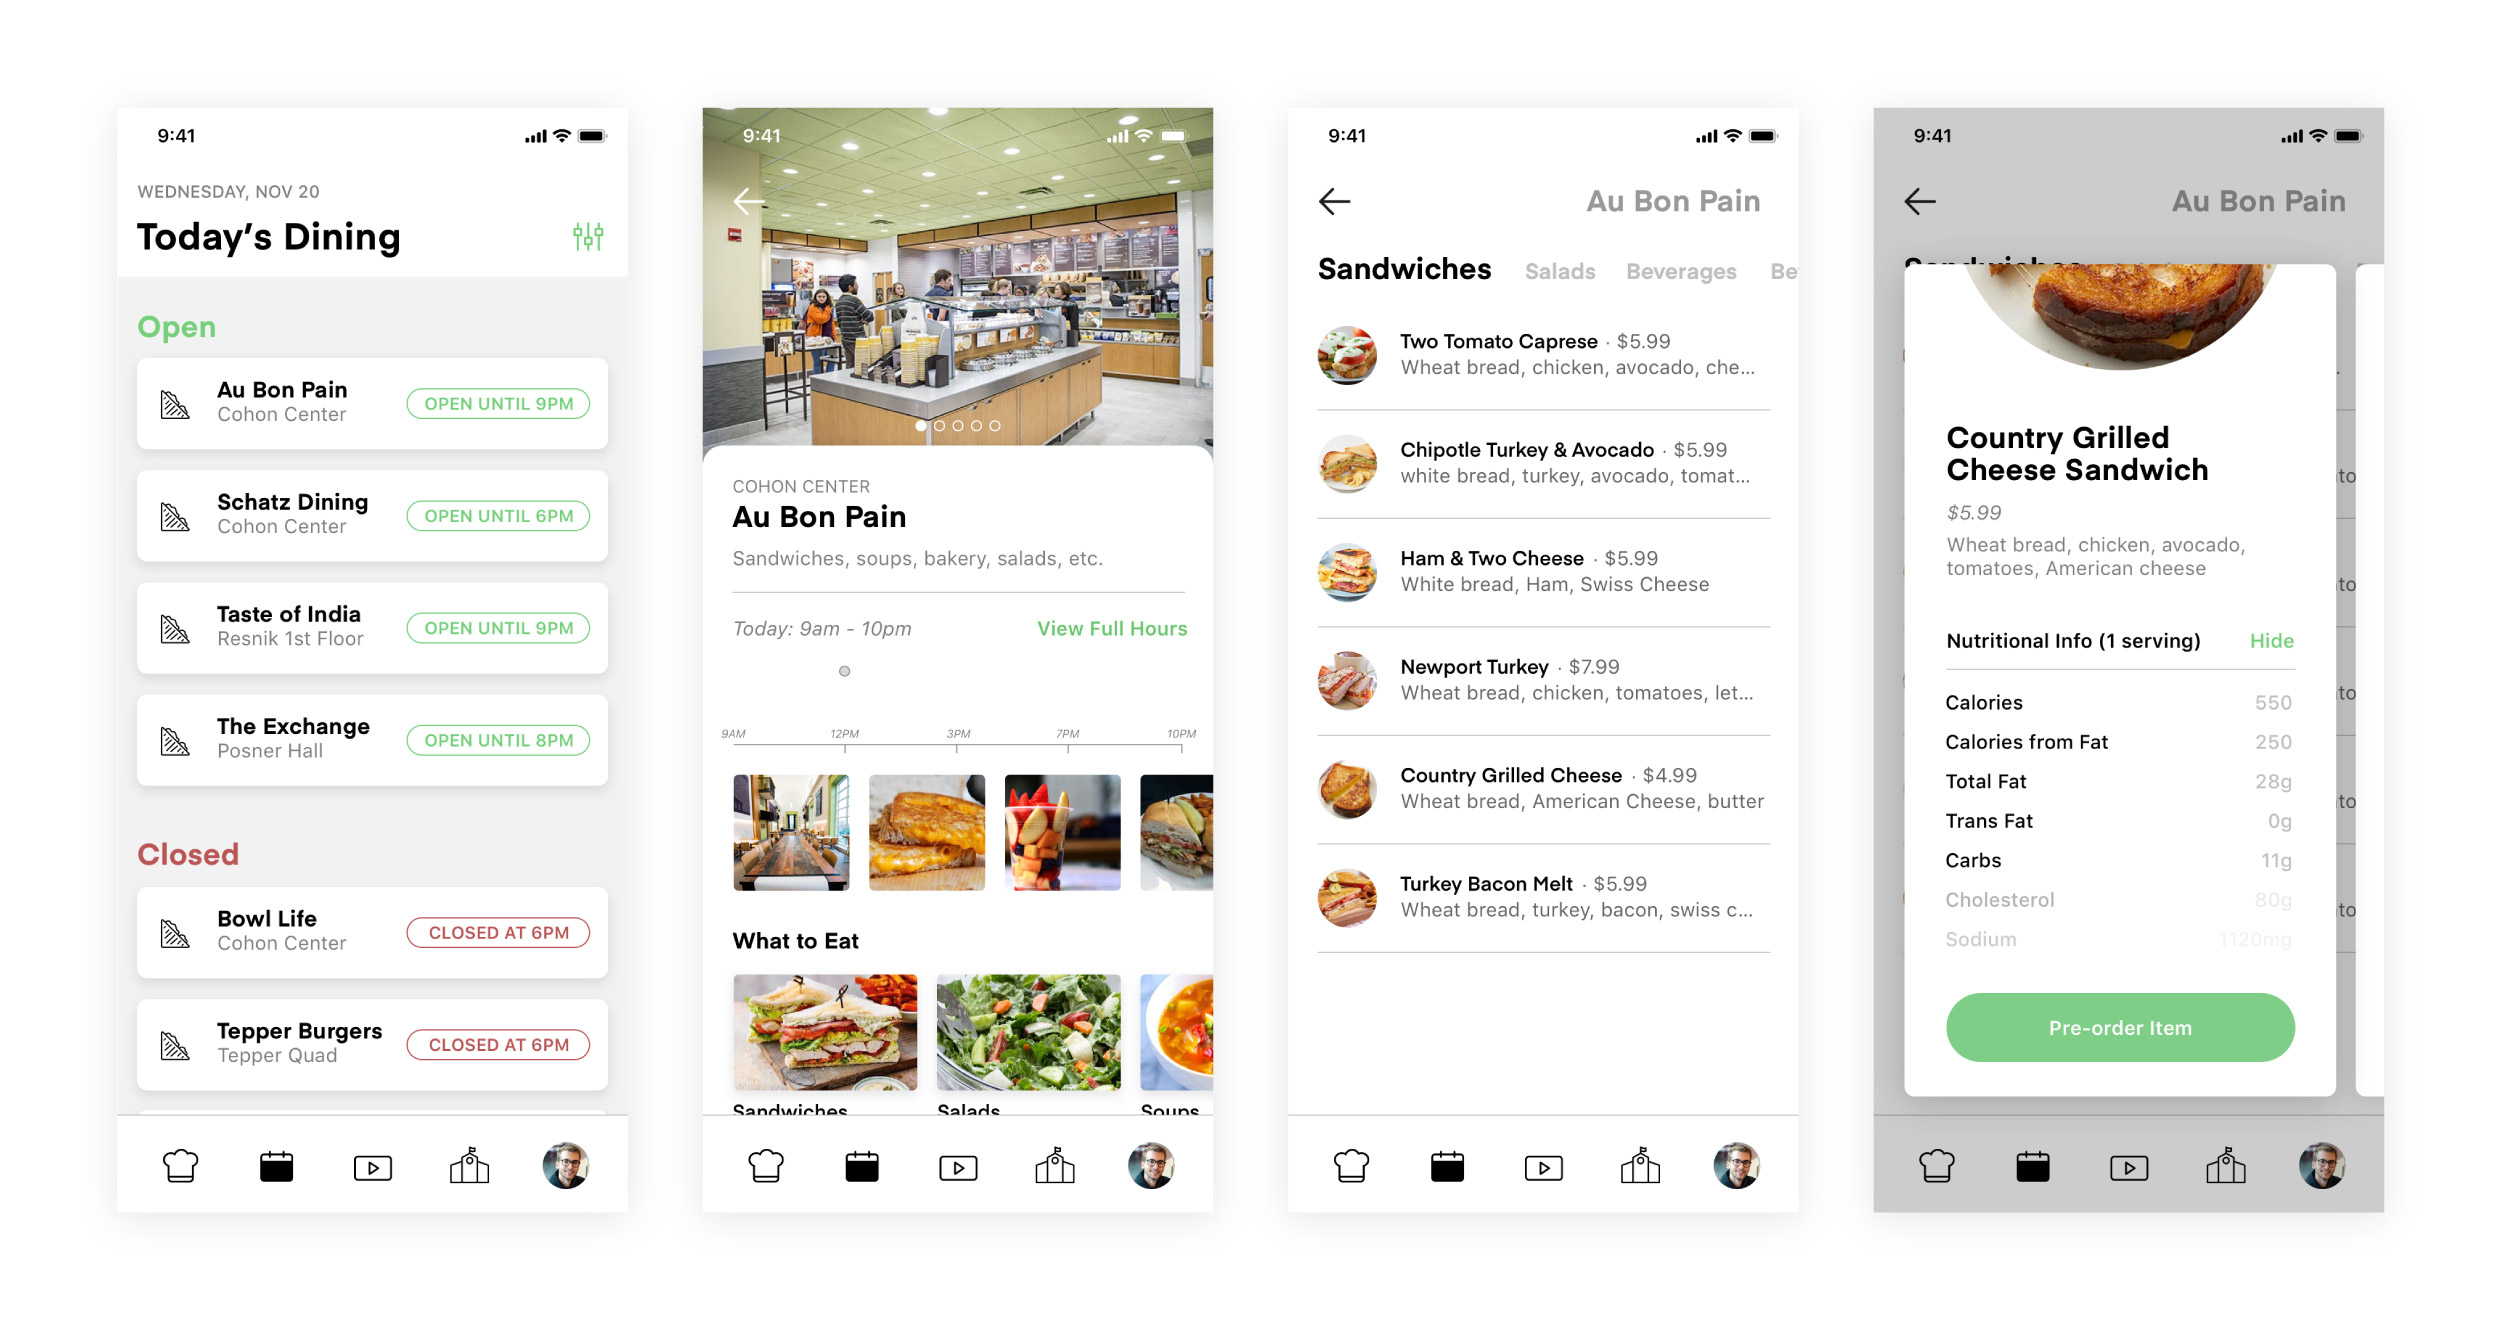 9:41
WEDNESDAY, NOV 20
Today's Dining
Open
Au Bon Pain
Cohon Center
OPEN UNTIL 9PM
Schatz Dining
Cohon Center
OPEN UNTIL 6PM
Taste of India
Resnik 1st Floor
OPEN UNTIL 9PM
The Exchange
Posner Hall
OPEN UNTIL 8PM
Closed
Bowl Life
Cohon Center
CLOSED AT 6PM
Tepper Burgers
Tepper Quad
CLOSED AT 6PM
9:41
COHON CENTER
Au Bon Pain
Sandwiches, soups, bakery, salads, etc.
Today: 9am - 10pm
View Full Hours
9AM 12PM 3PM 7PM 10PM
What to Eat
Sandwiches Salads Soups
9:41
Au Bon Pain
Sandwiches Salads Beverages Be
Two Tomato Caprese · $5.99
Wheat bread, chicken, avocado, che...
Chipotle Turkey & Avocado · $5.99
white bread, turkey, avocado, tomat...
Ham & Two Cheese · $5.99
White bread, Ham, Swiss Cheese
Newport Turkey · $7.99
Wheat bread, chicken, tomatoes, let...
Country Grilled Cheese · $4.99
Wheat bread, American Cheese, butter
Turkey Bacon Melt · $5.99
Wheat bread, turkey, bacon, swiss c...
9:41
Au Bon Pain
Sandwiches
Country Grilled
Cheese Sandwich
$5.99
Wheat bread, chicken, avocado,
tomatoes, American cheese
Nutritional Info (1 serving) Hide
Calories 550
Calories from Fat 250
Total Fat 28g
Trans Fat 0g
Carbs 11g
Cholesterol 80g
Sodium 1120mg
Pre-order Item